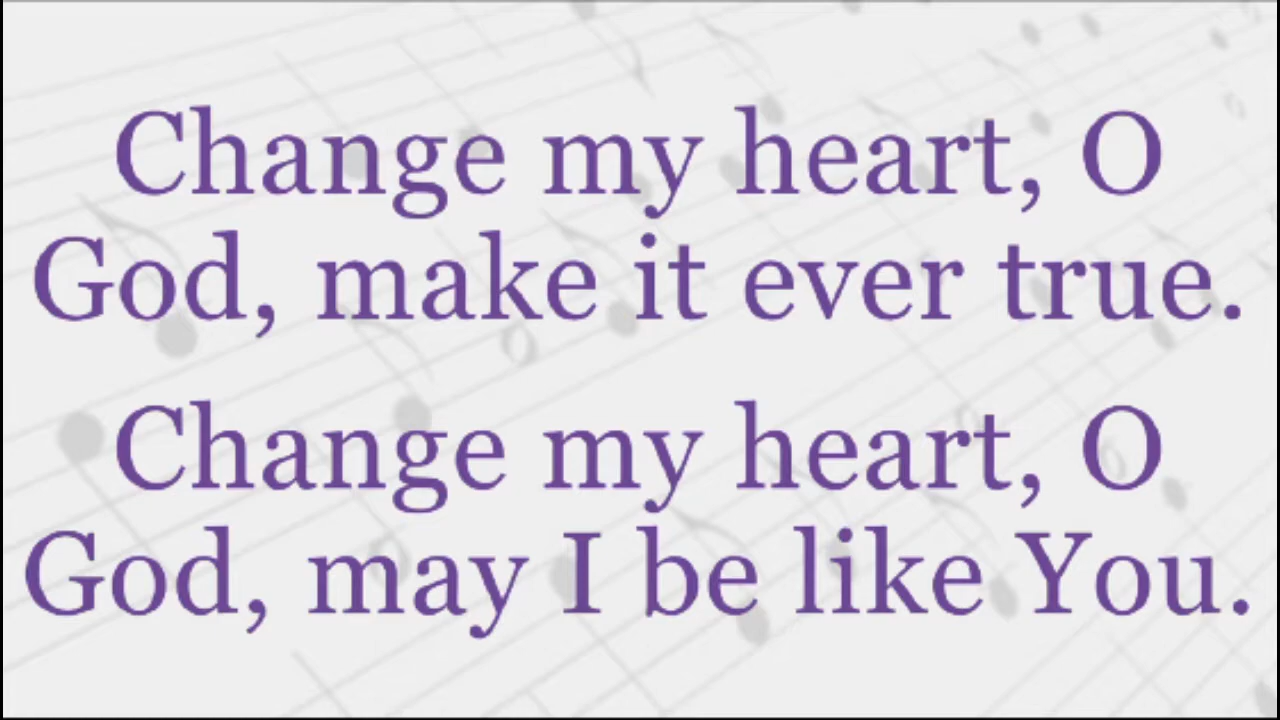 Change my heart, O
God, make it ever true.
Change my heart, O
God, may I be like You.